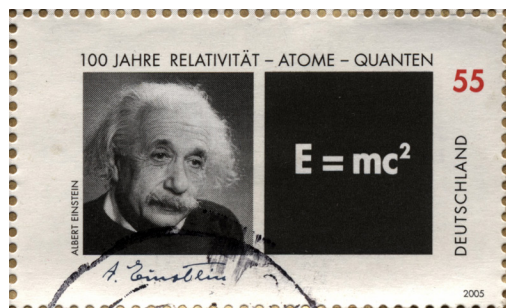 100 JAHRE RELATIVITÄT – ATOME – QUANTEN
55
ALBERT EINSTEIN
E = mc²
DEUTSCHLAND
A. Einstein
2005